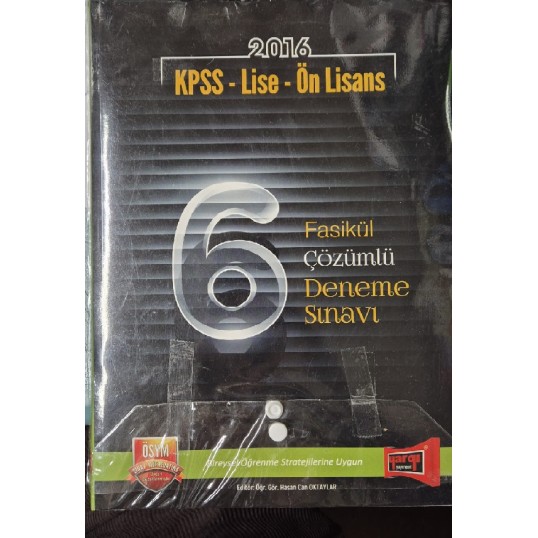 2016
KPSS - Lise - Ön Lisans
6
Fasikül
Çözümlü
Deneme
Sınavı
ÖSYM
Bireysel Öğrenme Stratejilerine Uygun
yargı
Editör: Öğr. Gör. Hasan Can OKTAYLAR